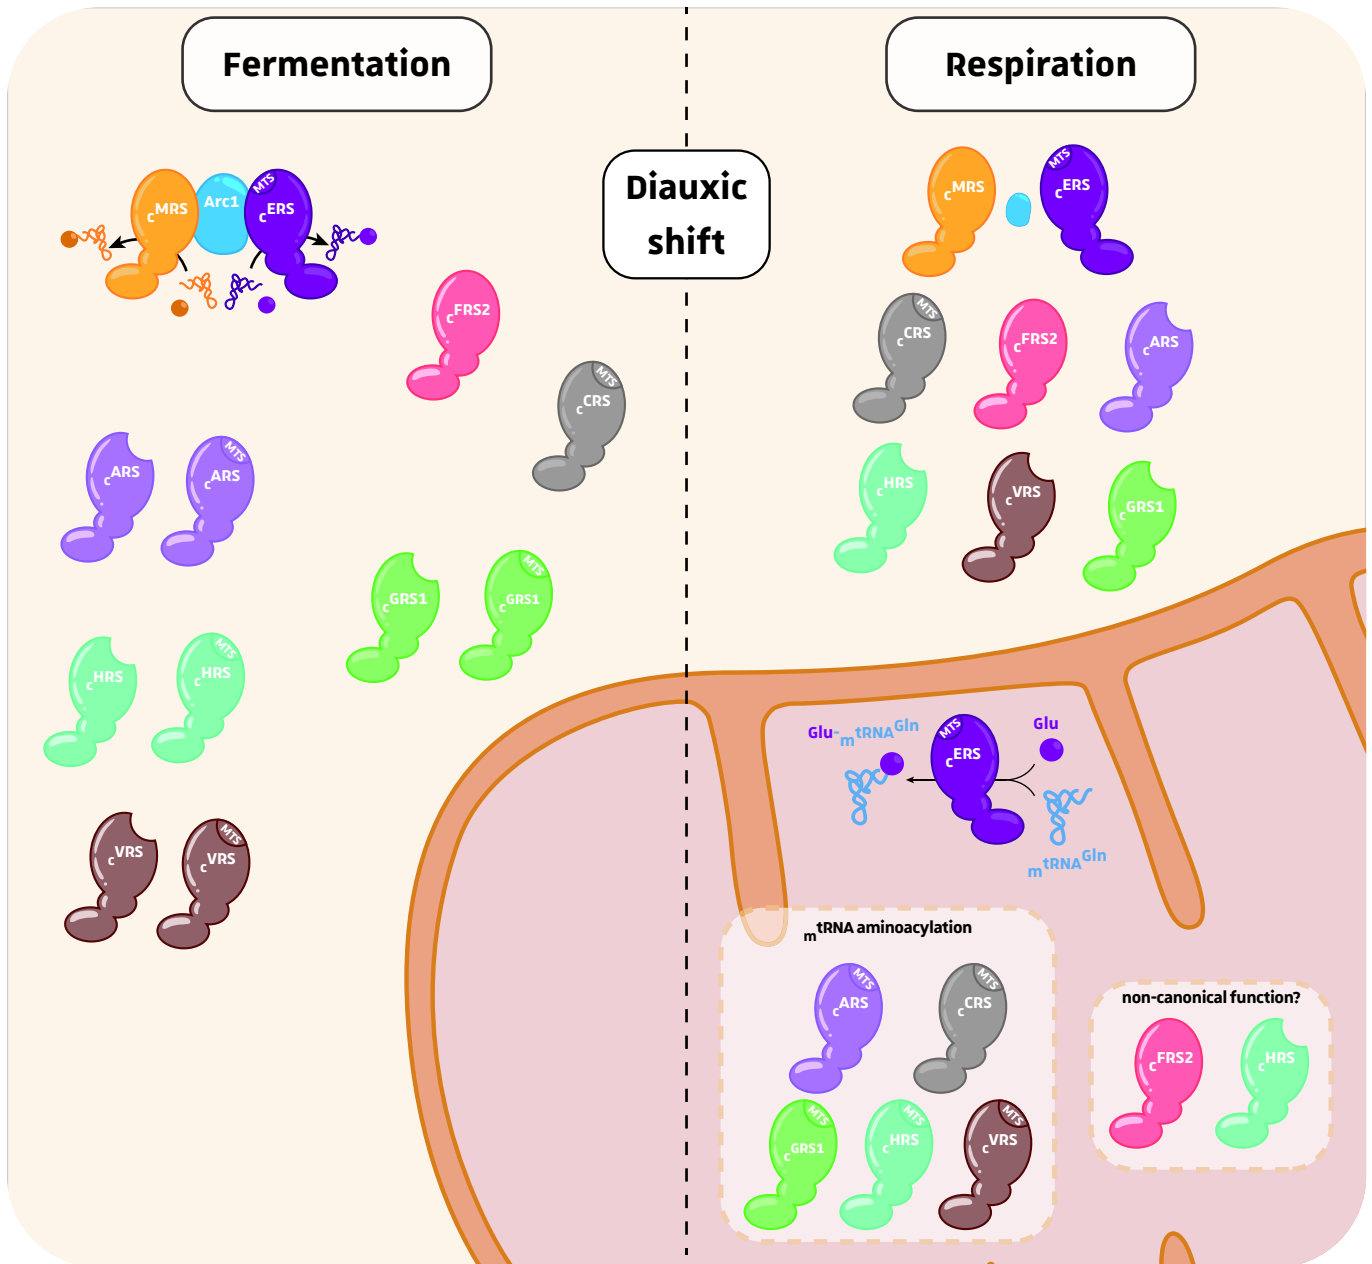 Fermentation
Respiration
Diauxic
shift
cMRS
Arc1
MTS
cERS
cFRS2
MTS
cCRS
cARS
MTS
cARS
cGRS1
MTS
cGRS1
cHRS
MTS
cHRS
cVRS
MTS
cVRS
cMRS
MTS
cERS
MTS
cCRS
cFRS2
cARS
cHRS
cVRS
cGRS1
Glu-mtRNAGln
MTS
cERS
Glu
mtRNAGln
mtRNA aminoacylation
MTS
cARS
MTS
cCRS
MTS
cGRS1
MTS
cHRS
MTS
cVRS
non-canonical function?
cFRS2
cHRS